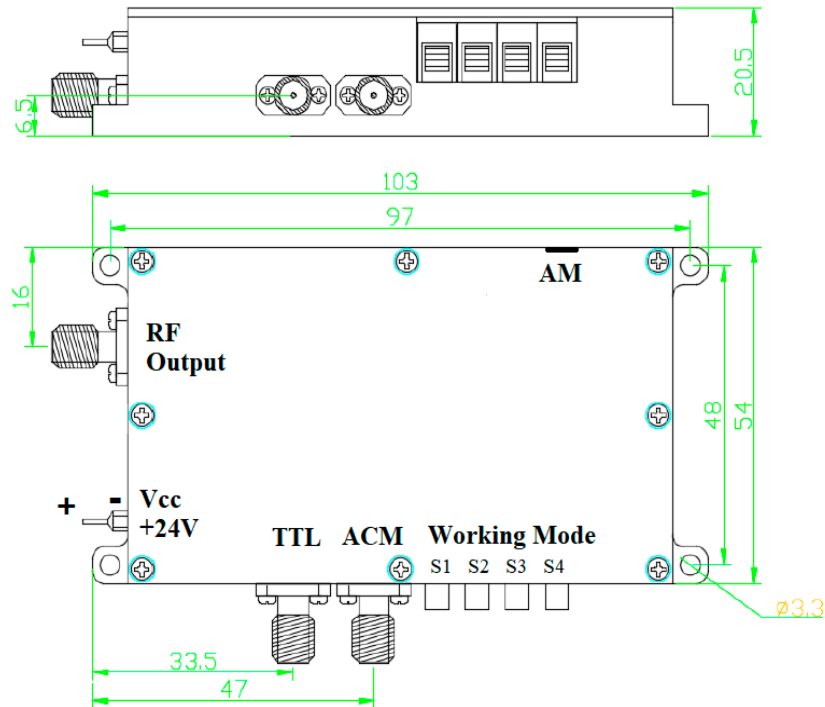 20.5
6.5
103
97
AM
16
RF
Output
48
54
+ - Vcc
+24V
TTL ACM Working Mode
S1 S2 S3 S4
ø3.3
33.5
47